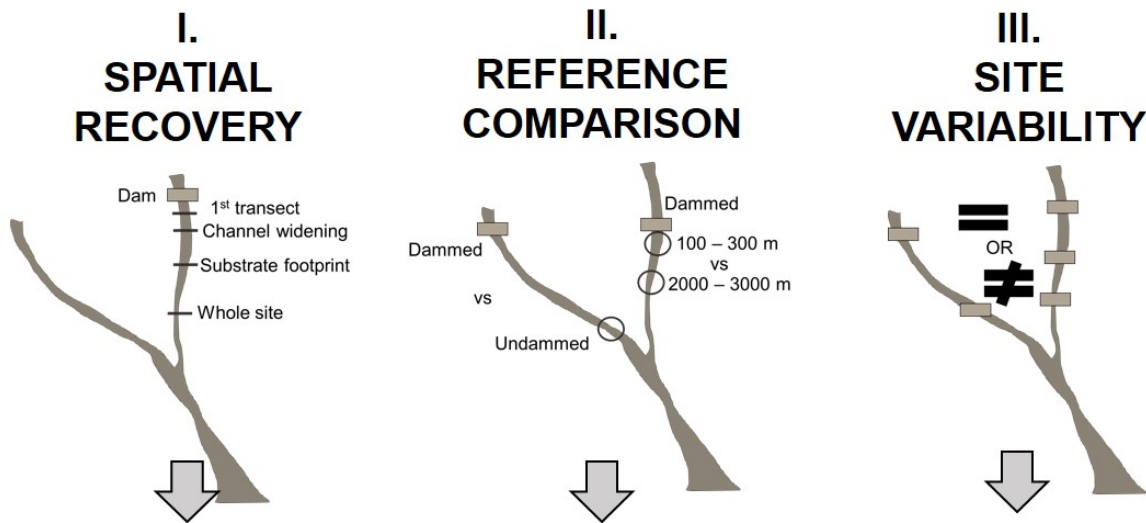 I.
SPATIAL
RECOVERY
Dam
1st transect
Channel widening
Substrate footprint
Whole site
II.
REFERENCE
COMPARISON
Dammed
100 – 300 m
vs
2000 – 3000 m
Dammed
vs
Undammed
III.
SITE
VARIABILITY
=
OR
≠